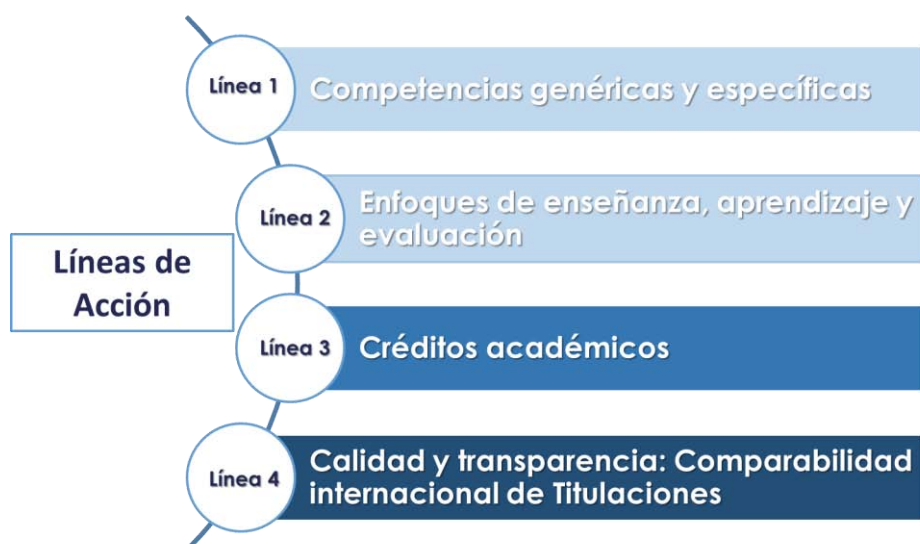 Línea 1
Competencias genéricas y específicas
Línea 2
Enfoques de enseñanza, aprendizaje y
evaluación
Líneas de
Acción
Línea 3
Créditos académicos
Línea 4
Calidad y transparencia: Comparabilidad
internacional de Titulaciones